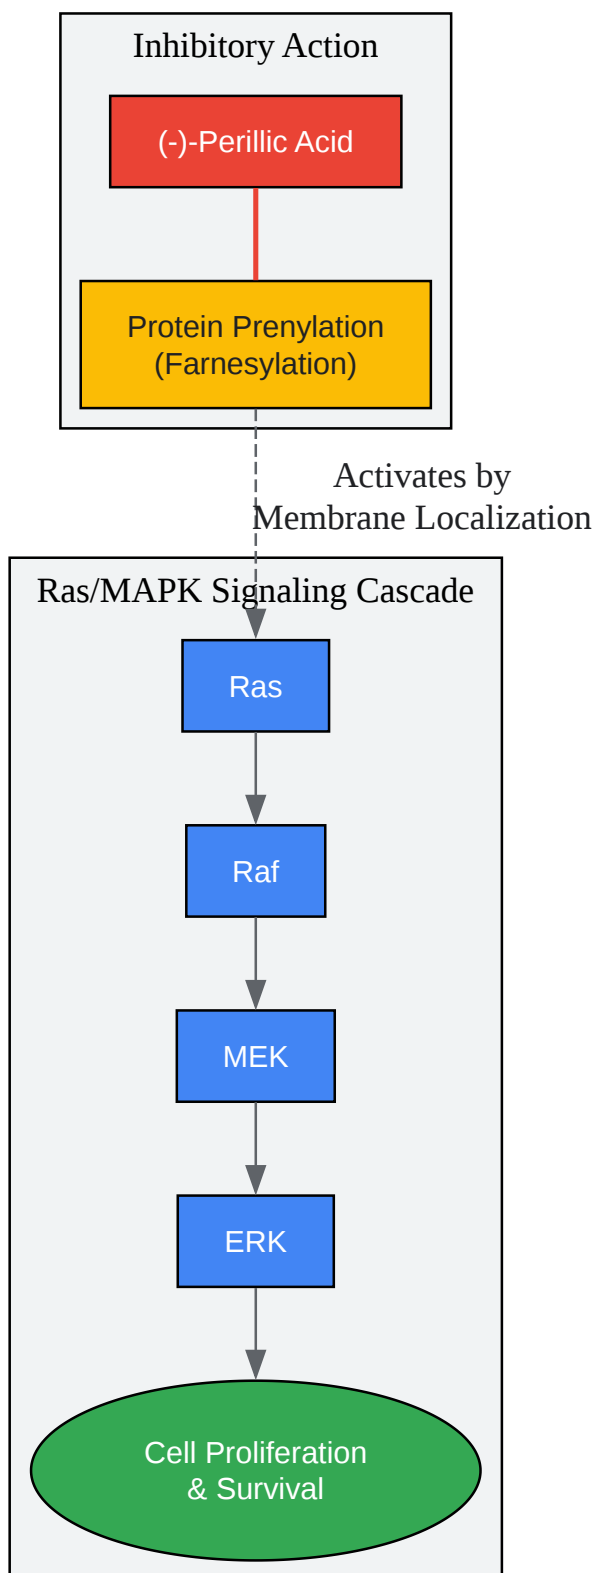 Inhibitory Action
(-)-Perillic Acid
Protein Prenylation
(Farnesylation)
Activates by
Membrane Localization
Ras/MAPK Signaling Cascade
Ras
Raf
MEK
ERK
Cell Proliferation
& Survival